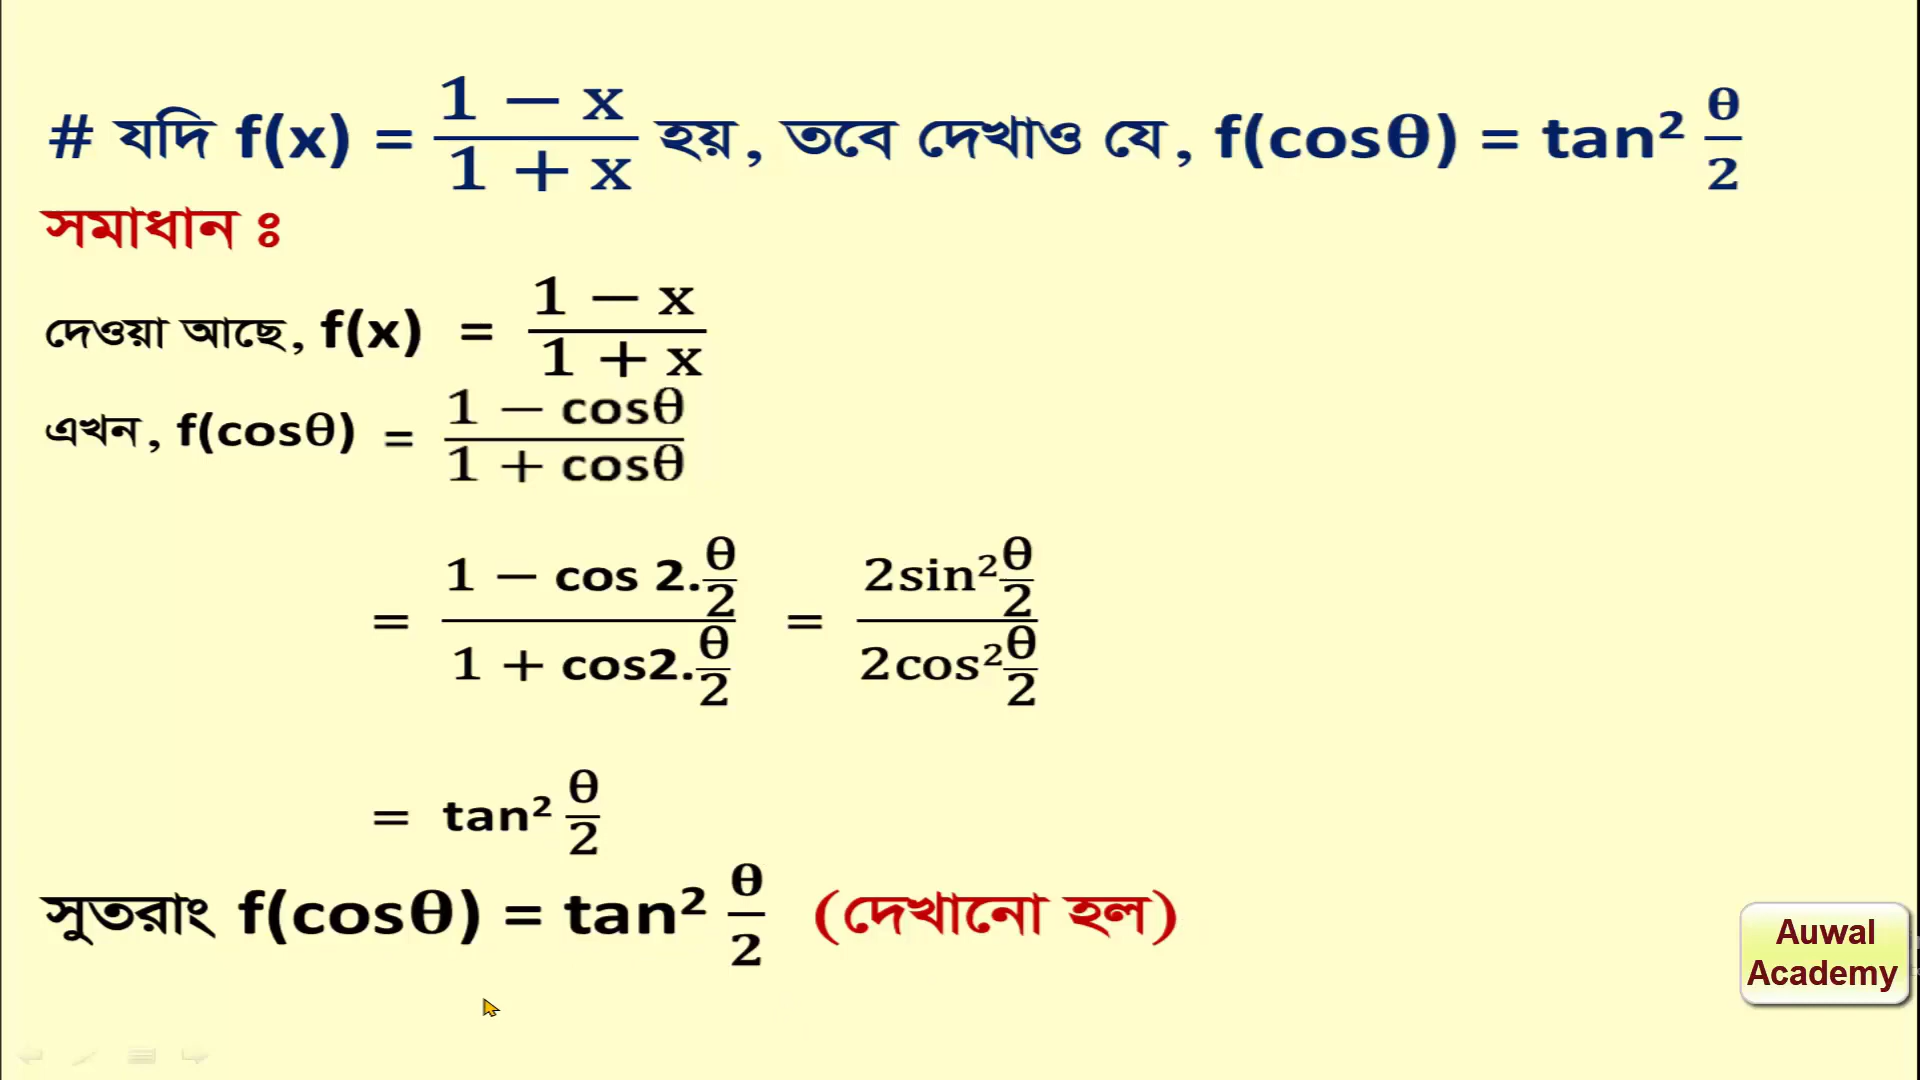 # যদি f(x) = (1 − x)/(1 + x) হয়, তবে দেখাও যে, f(cosθ) = tan² θ/2
সমাধান ঃ
দেওয়া আছে, f(x) = (1 − x)/(1 + x)
এখন, f(cosθ) = (1 − cosθ)/(1 + cosθ)
= (1 − cos 2.θ/2)/(1 + cos2.θ/2) = (2sin²θ/2)/(2cos²θ/2)
= tan² θ/2
সুতরাং f(cosθ) = tan² θ/2 (দেখানো হল)
Auwal
Academy